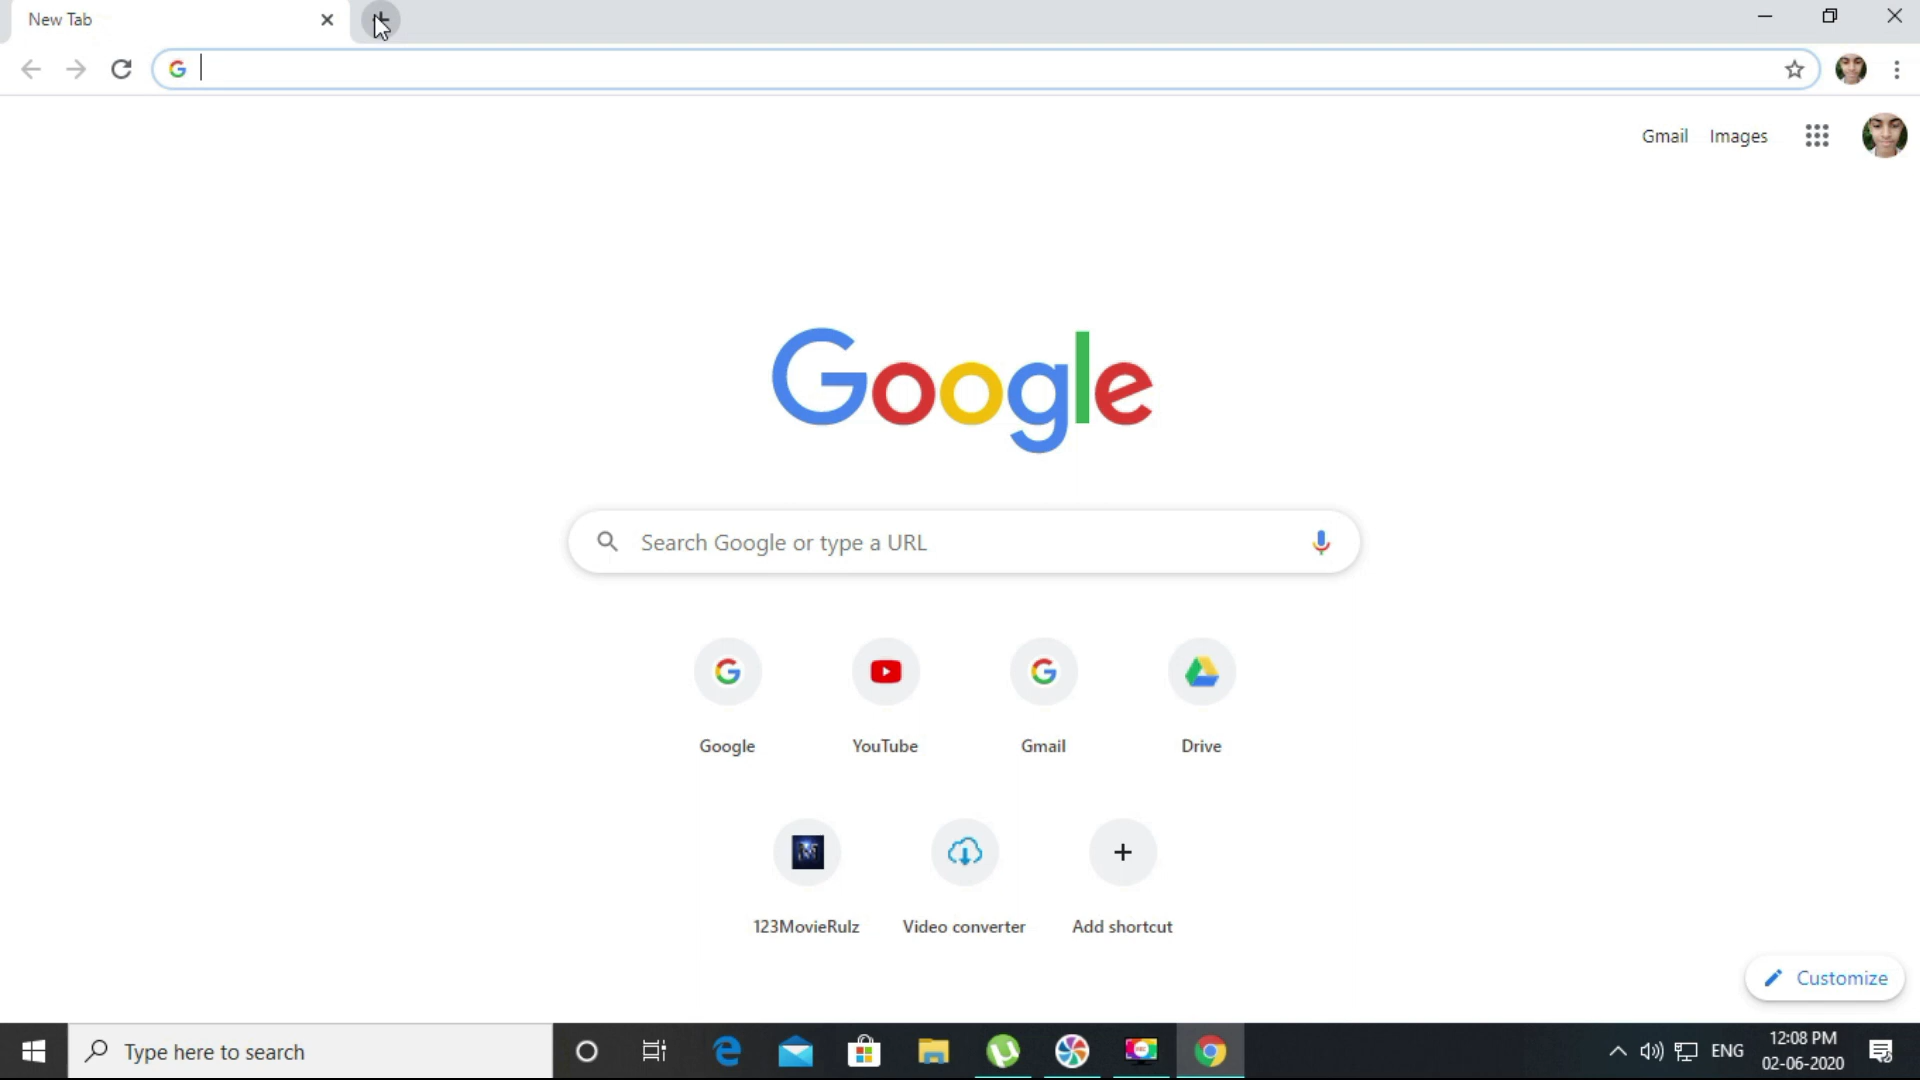 New Tab
Gmail Images
Google
Search Google or type a URL
Google YouTube Gmail Drive
123MovieRulz Video converter Add shortcut
Customize
Type here to search
ENG
12:08 PM
02-06-2020